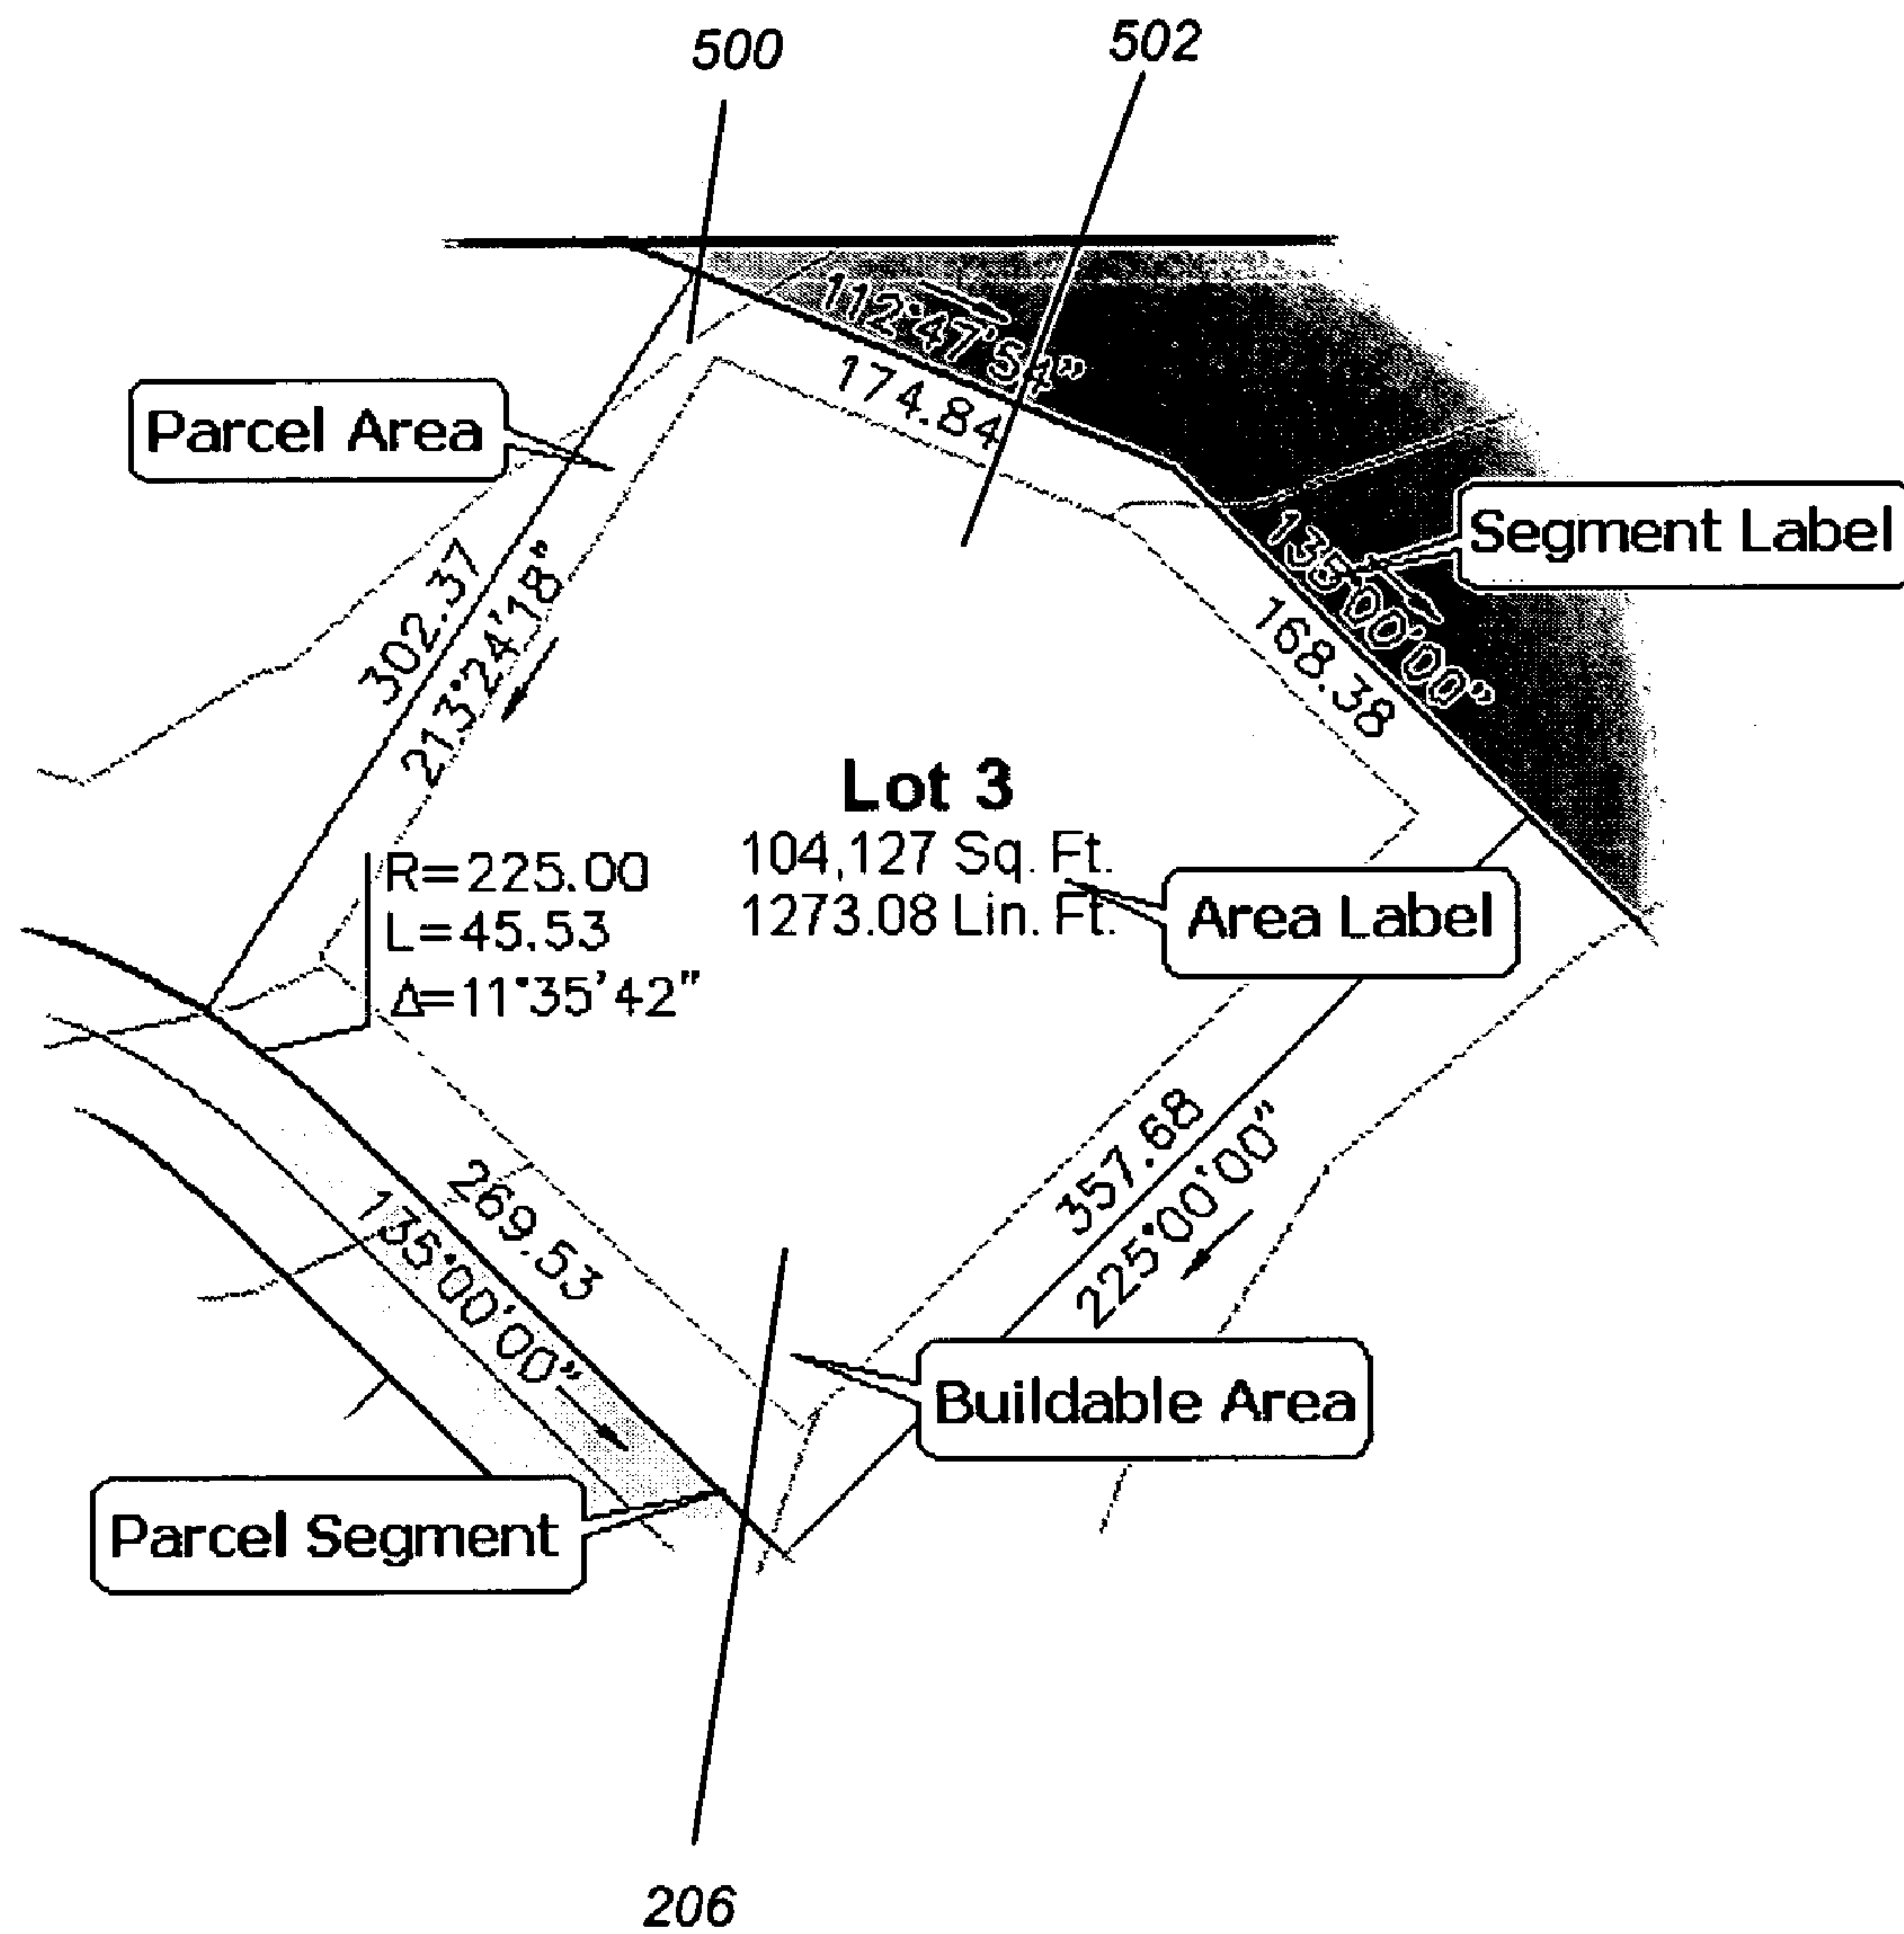 500
502
112°47'54"
174.84
Parcel Area
Segment Label
135°00'00"
168.38
302.37
213°24'18"
Lot 3
104,127 Sq. Ft.
1273.08 Lin. Ft.
R=225.00
L=45.53
Δ=11°35'42"
Area Label
357.68
225°00'00"
269.53
135°00'00"
Buildable Area
Parcel Segment
206